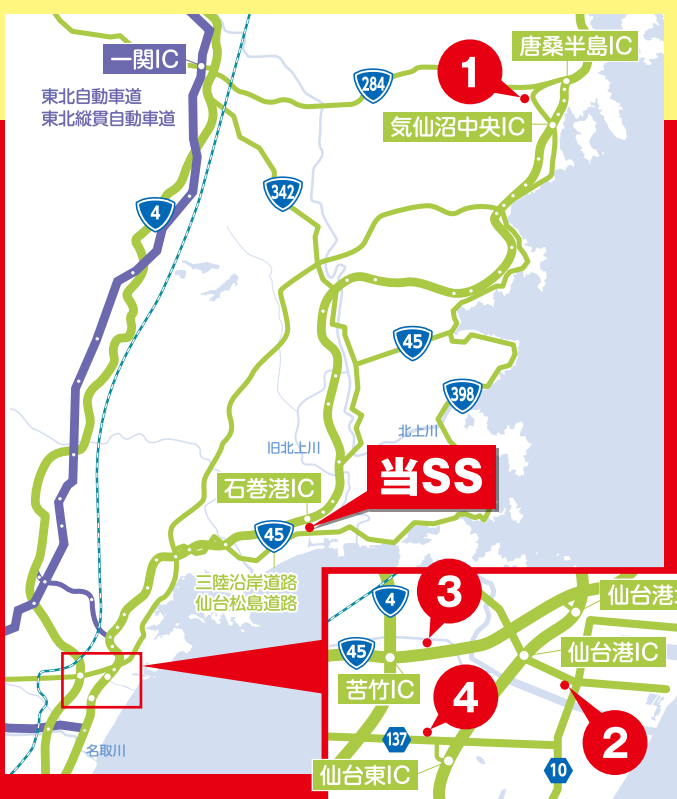 唐桑半島IC
一関IC
1
284
東北自動車道
東北縦貫自動車道
気仙沼中央IC
342
4
45
398
北上川
旧北上川
当SS
石巻港IC
45
三陸沿岸道路
仙台松島道路
3
4
仙台港
45
仙台港IC
苦竹IC
4
137
2
名取川
10
仙台東IC